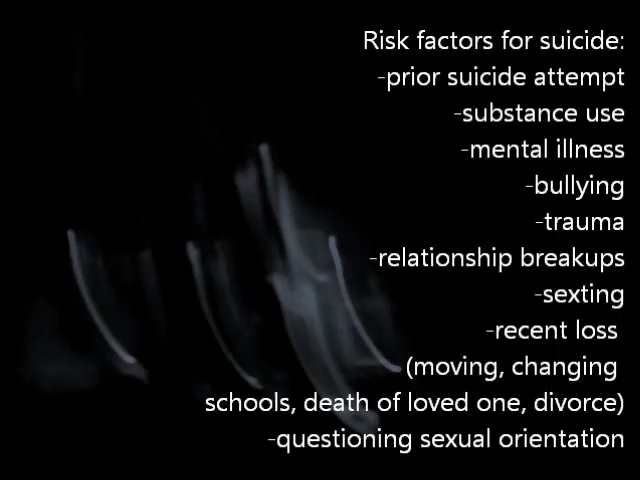 Risk factors for suicide:
-prior suicide attempt
-substance use
-mental illness
-bullying
-trauma
-relationship breakups
-sexting
-recent loss
(moving, changing
schools, death of loved one, divorce)
-questioning sexual orientation